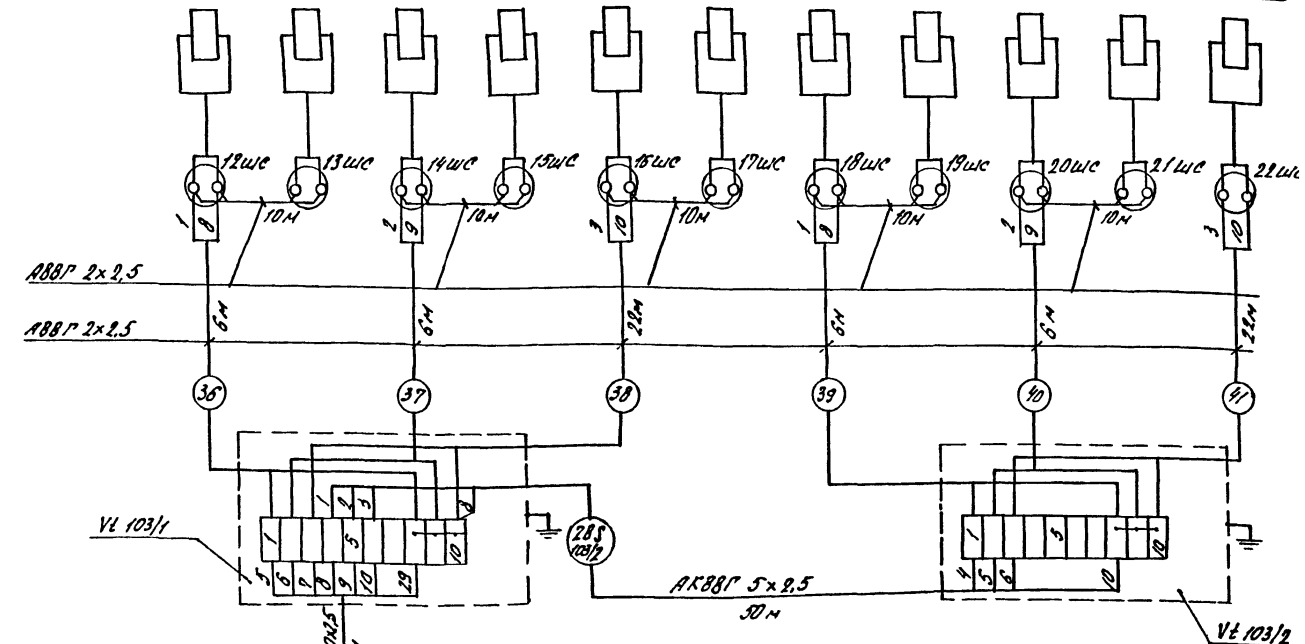 12шс 13шс 14шс 15шс 16шс 17шс 18шс 19шс 20шс 21шс 22шс
10м 10м 10м 10м 10м
1 8 2 9 3 10 1 8 2 9 3 10
АВВГ 2×2,5
6м 6м 22м 6м 6м 22м
АВВГ 2×2,5
36 37 38 39 40 41
1 2 3 8
Vt 103/1
1 5 10
28S
103/2
1 5 10
5 6 7 8 9 10 29
4 5 6 10
АКВВГ 5×2,5
50м
Vt 103/2